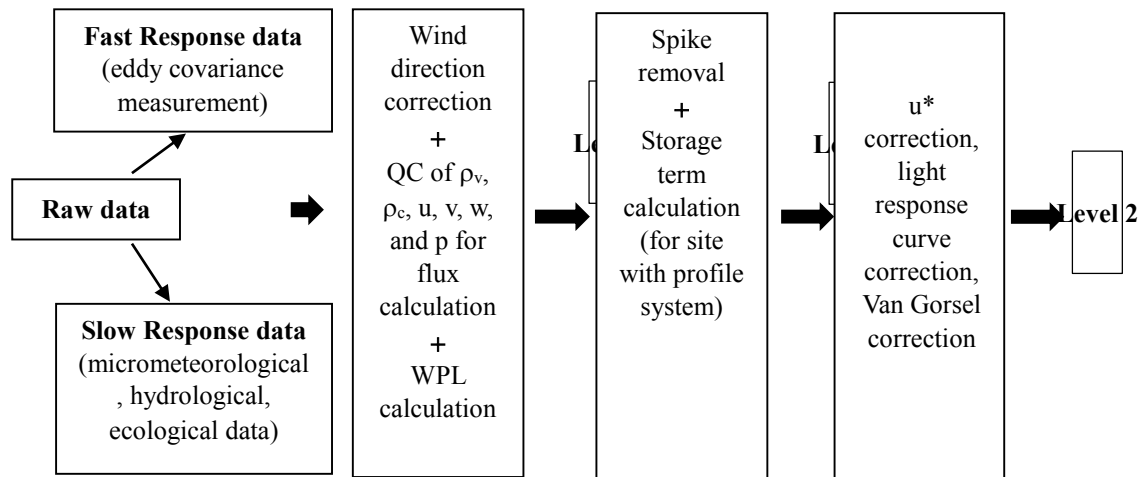 Fast Response data
(eddy covariance
measurement)
Raw data
Slow Response data
(micrometeorological
, hydrological,
ecological data)
Wind
direction
correction
+
QC of ρv,
ρc, u, v, w,
and p for
flux
calculation
+
WPL
calculation
Spike
removal
+
Storage
term
calculation
(for site
with profile
system)
u*
correction,
light
response
curve
correction,
Van Gorsel
correction
Level 2